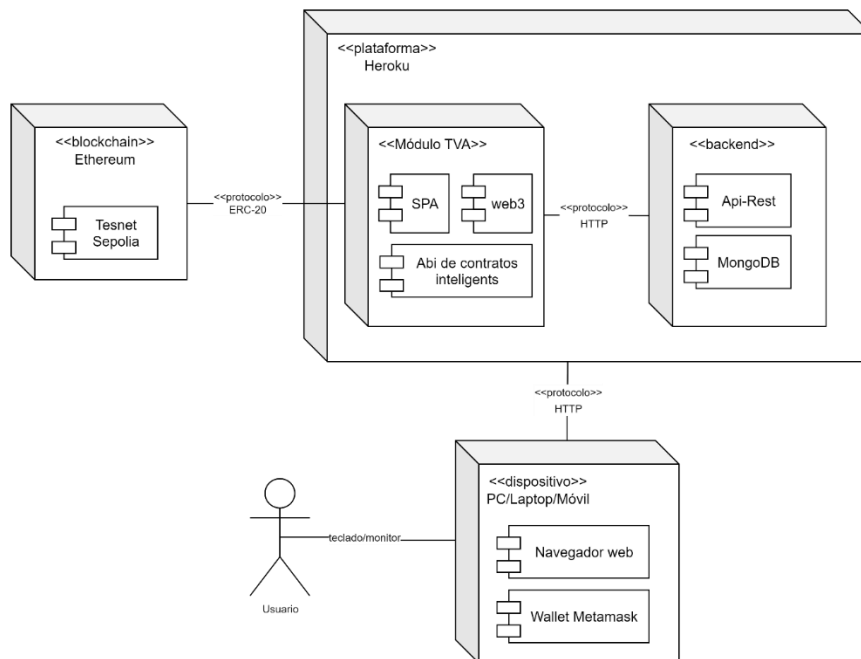 <<plataforma>>
Heroku
<<blockchain>>
Ethereum
Tesnet
Sepolia
<<protocolo>>
ERC-20
<<Módulo TVA>>
SPA
web3
Abi de contratos
inteligents
<<protocolo>>
HTTP
<<backend>>
Api-Rest
MongoDB
<<protocolo>>
HTTP
<<dispositivo>>
PC/Laptop/Móvil
Navegador web
Wallet Metamask
teclado/monitor
Usuario